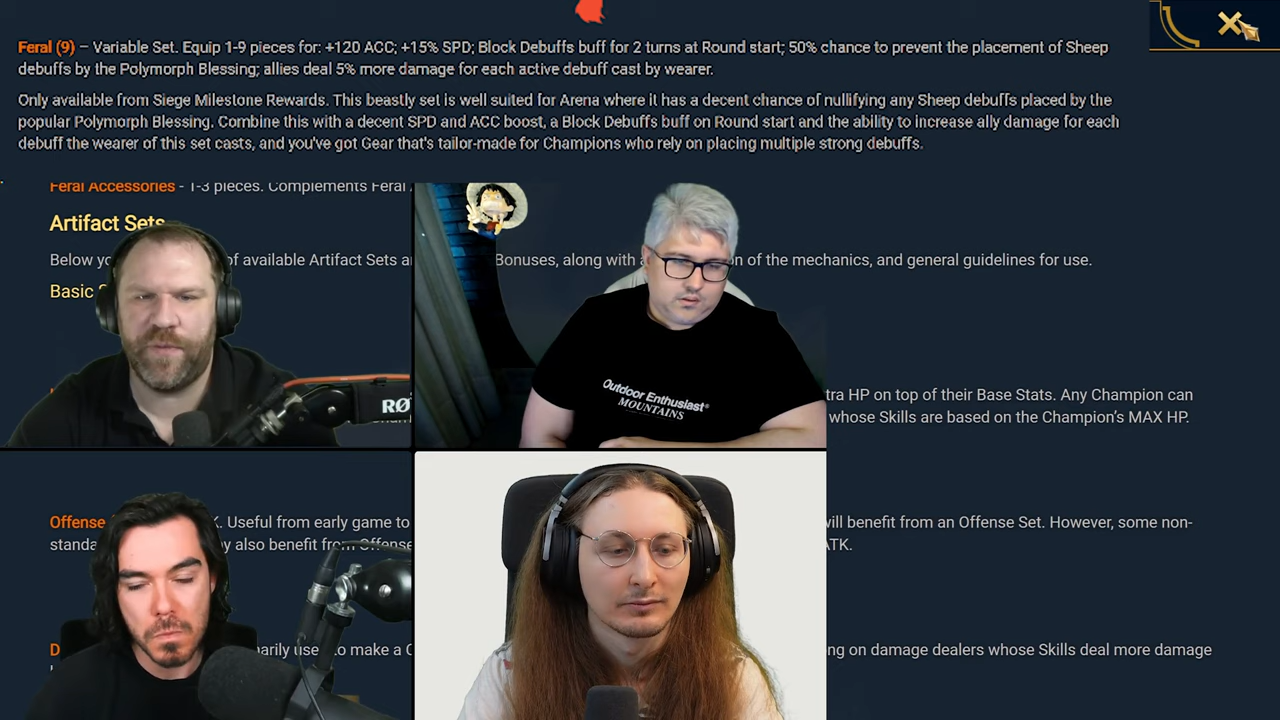 Feral (9) – Variable Set. Equip 1-9 pieces for: +120 ACC; +15% SPD; Block Debuffs buff for 2 turns at Round start; 50% chance to prevent the placement of Sheep
debuffs by the Polymorph Blessing; allies deal 5% more damage for each active debuff cast by wearer.
Only available from Siege Milestone Rewards. This beastly set is well suited for Arena where it has a decent chance of nullifying any Sheep debuffs placed by the
popular Polymorph Blessing. Combine this with a decent SPD and ACC boost, a Block Debuffs buff on Round start and the ability to increase ally damage for each
debuff the wearer of this set casts, and you've got Gear that's tailor-made for Champions who rely on placing multiple strong debuffs.
Feral Accessories - 1-3 pieces. Complements Feral
Artifact Sets
Below of available Artifact Sets Bonuses, along with on of the mechanics, and general guidelines for use.
Basic
tra HP on top of their Base Stats. Any Champion can
whose Skills are based on the Champion's MAX HP.
Outdoor Enthusiast®
MOUNTAINS
RØ
Offense K. Useful from early game to will benefit from an Offense Set. However, some non-
standa may also benefit from Offense ATK.
D arily use to make a ng on damage dealers whose Skills deal more damage